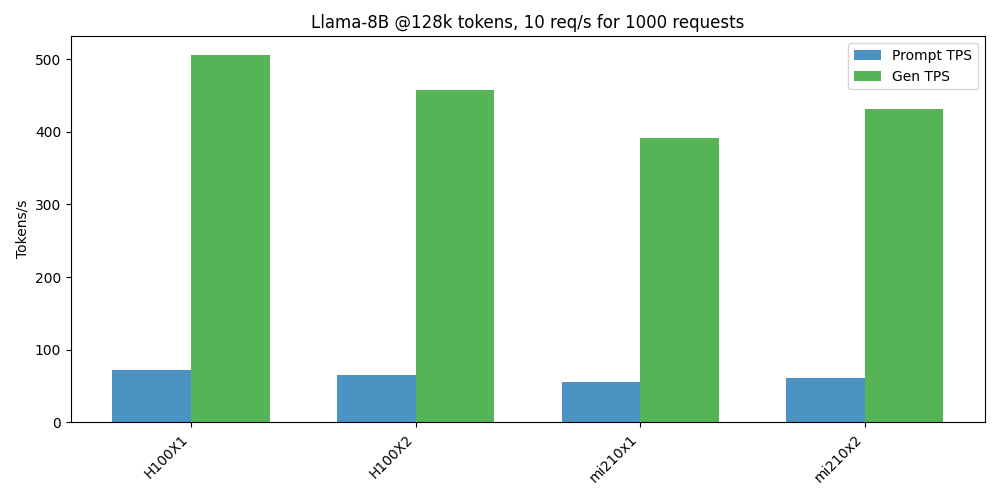 Llama-8B @128k tokens, 10 req/s for 1000 requests
Prompt TPS
Gen TPS
Tokens/s
500
400
300
200
100
0
H100X1
H100X2
mi210x1
mi210x2